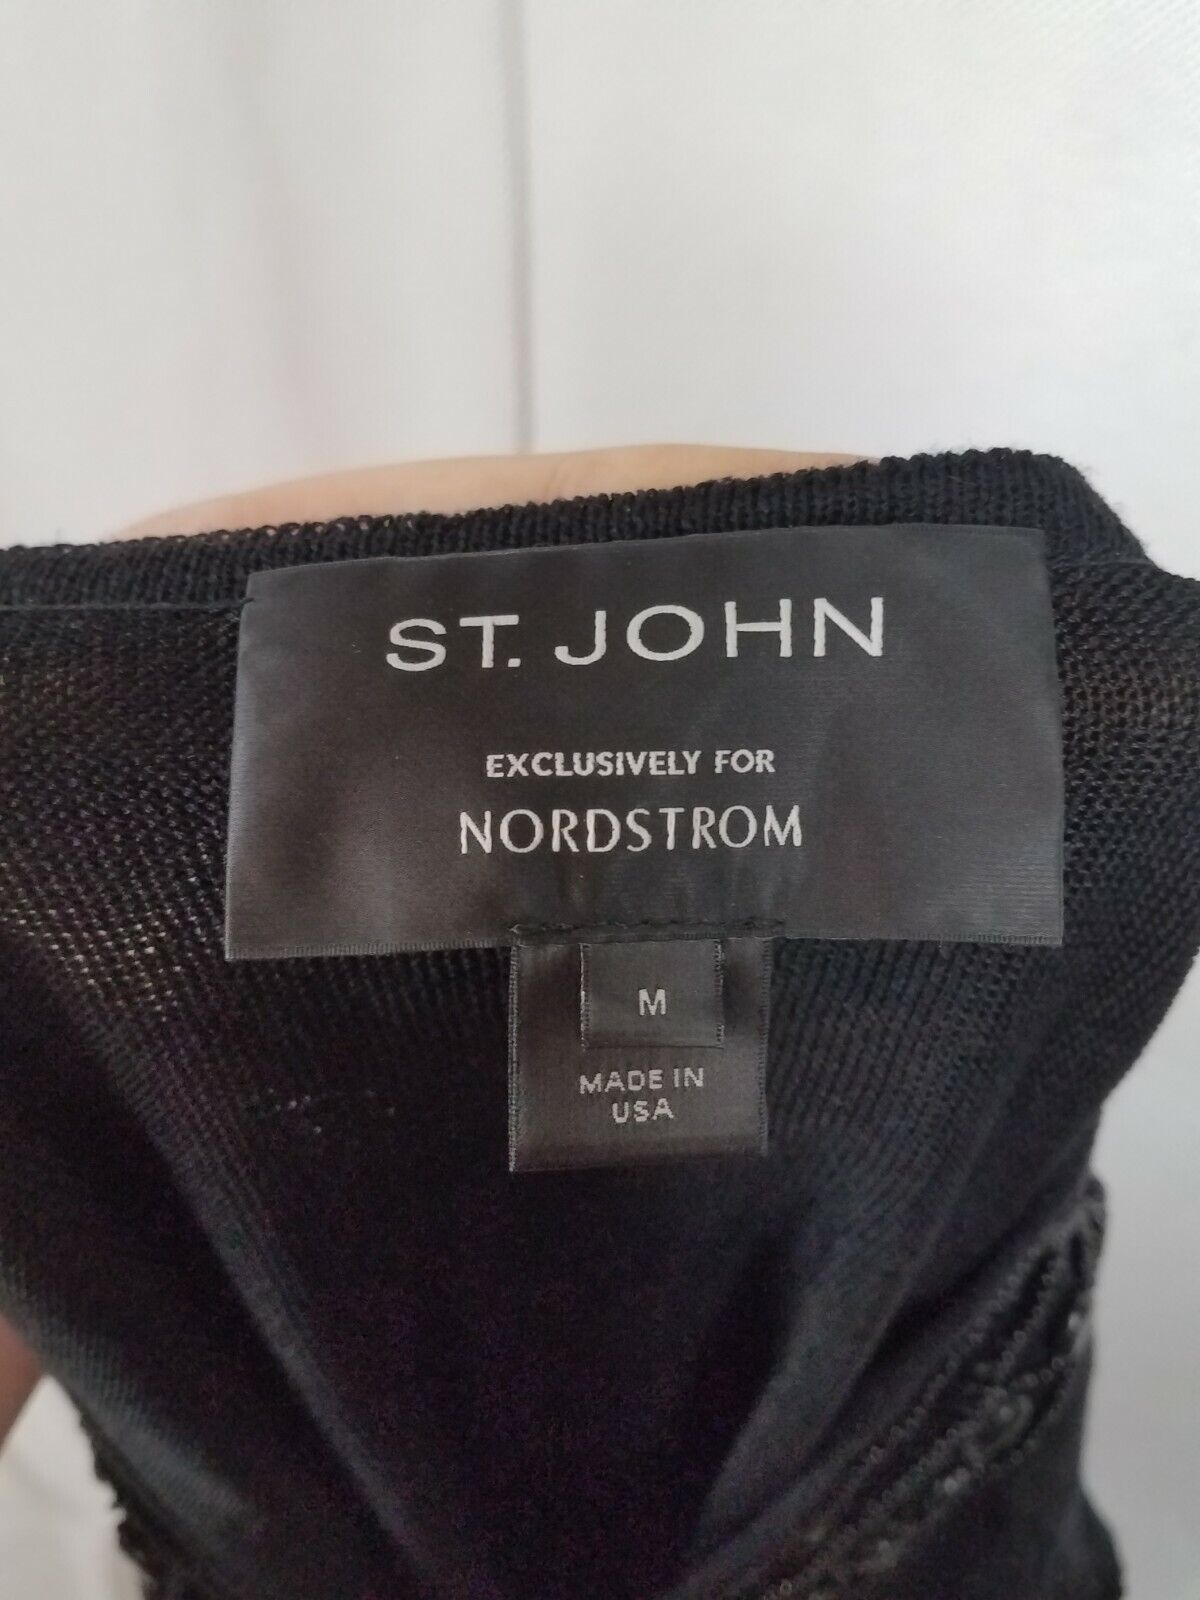 ST. JOHN
EXCLUSIVELY FOR
NORDSTROM
M
MADE IN
USA